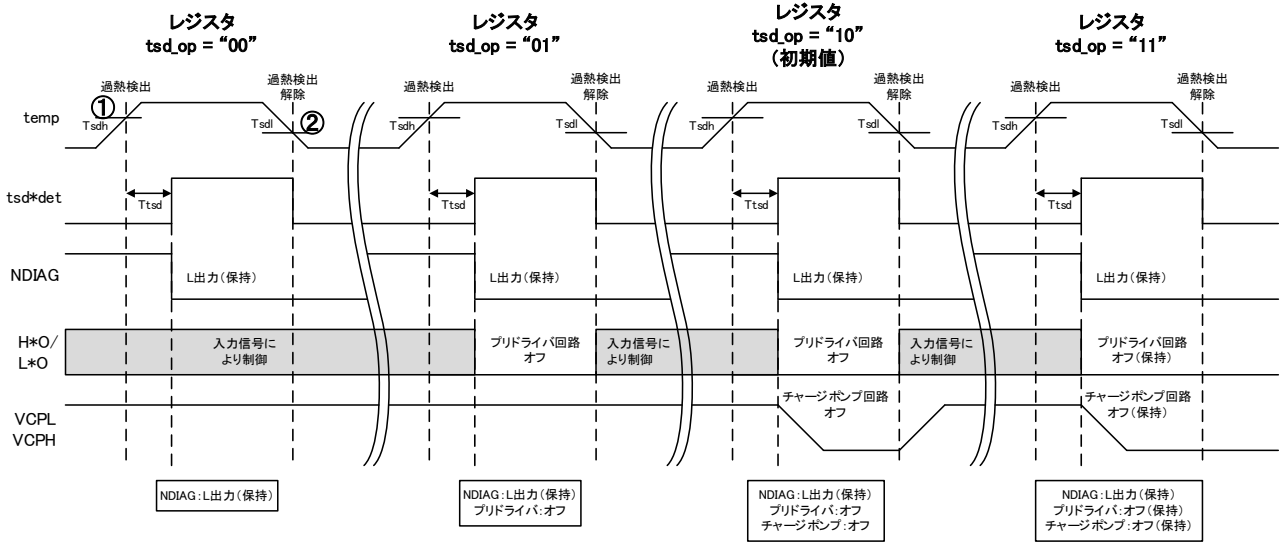 レジスタ
tsd_op = “00”
レジスタ
tsd_op = “01”
レジスタ
tsd_op = “10”
（初期値）
レジスタ
tsd_op = “11”
過熱検出
過熱検出
解除
過熱検出
過熱検出
解除
過熱検出
過熱検出
解除
過熱検出
過熱検出
解除
temp
①
Tsdh
Tsdl
②
Tsdh
Tsdl
Tsdh
Tsdl
Tsdh
Tsdl
tsd*det
Ttsd
Ttsd
Ttsd
Ttsd
NDIAG
L出力（保持）
L出力（保持）
L出力（保持）
L出力（保持）
H*O/
L*O
入力信号に
より制御
プリドライバ回路
オフ
入力信号に
より制御
プリドライバ回路
オフ
入力信号に
より制御
プリドライバ回路
オフ（保持）
VCPL
VCPH
チャージポンプ回路
オフ
チャージポンプ回路
オフ（保持）
NDIAG：L出力（保持）
NDIAG：L出力（保持）
プリドライバ：オフ
NDIAG：L出力（保持）
プリドライバ：オフ
チャージポンプ：オフ
NDIAG：L出力（保持）
プリドライバ：オフ（保持）
チャージポンプ：オフ（保持）